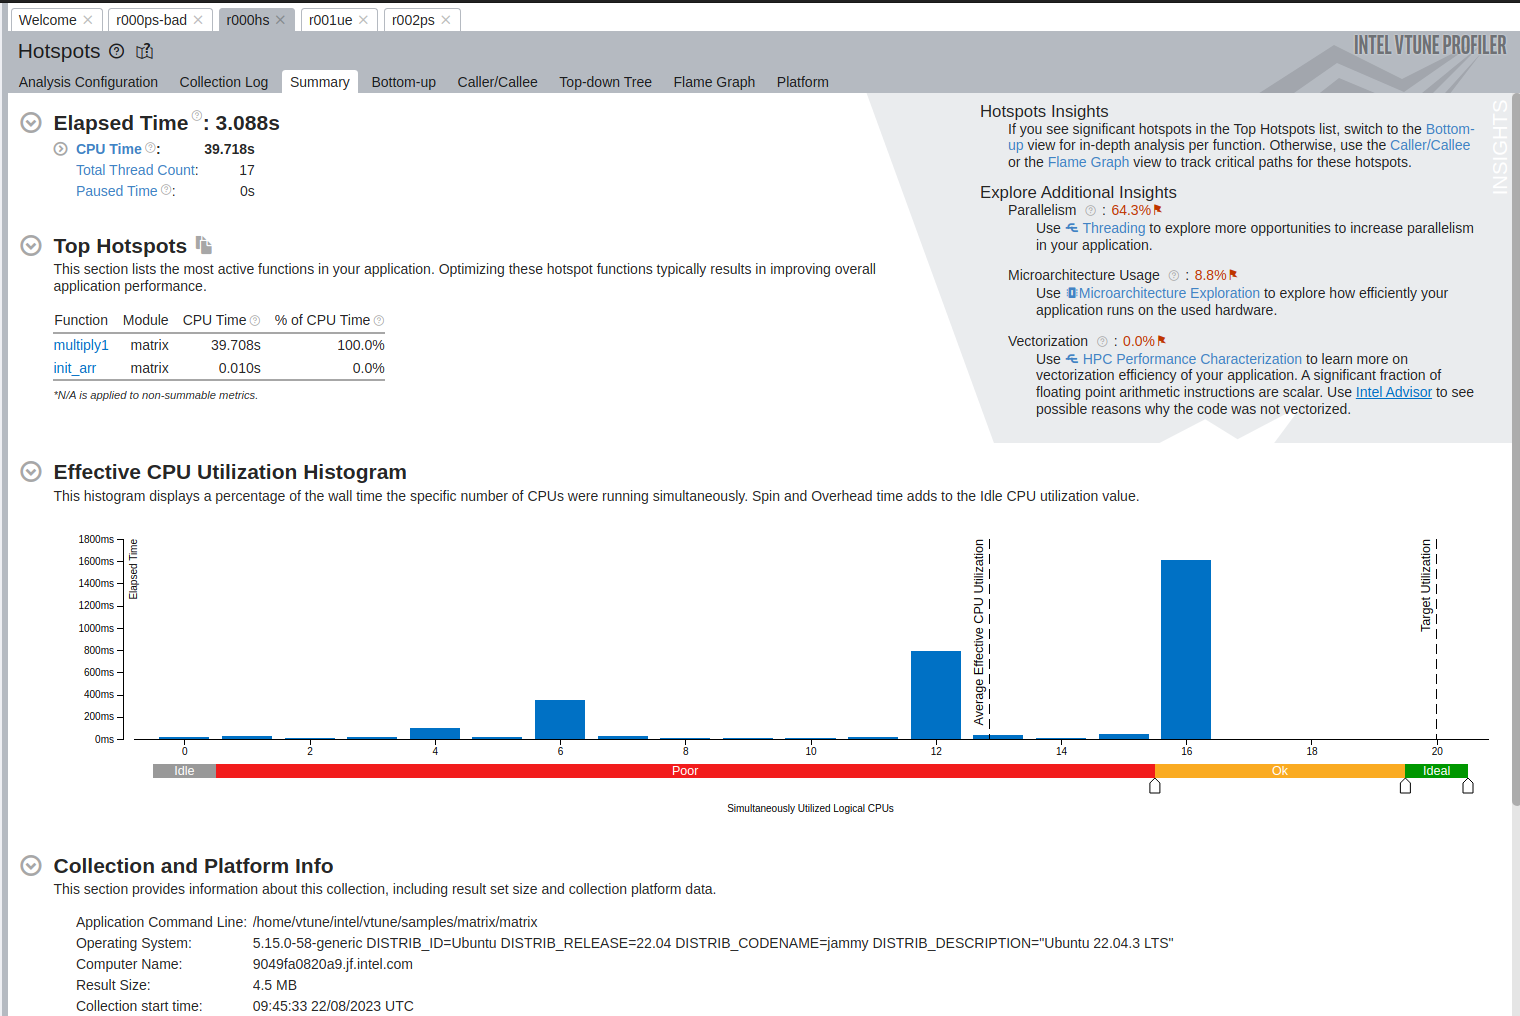 Welcome
r000ps-bad
r000hs
r001ue
r002ps
Hotspots
INTEL VTUNE PROFILER
Analysis Configuration
Collection Log
Summary
Bottom-up
Caller/Callee
Top-down Tree
Flame Graph
Platform
Elapsed Time : 3.088s
CPU Time : 39.718s
Total Thread Count: 17
Paused Time : 0s
Hotspots Insights
If you see significant hotspots in the Top Hotspots list, switch to the Bottom-
up view for in-depth analysis per function. Otherwise, use the Caller/Callee
or the Flame Graph view to track critical paths for these hotspots.
Explore Additional Insights
Parallelism : 64.3%
Use Threading to explore more opportunities to increase parallelism
in your application.
Microarchitecture Usage : 8.8%
Use Microarchitecture Exploration to explore how efficiently your
application runs on the used hardware.
Vectorization : 0.0%
Use HPC Performance Characterization to learn more on
vectorization efficiency of your application. A significant fraction of
floating point arithmetic instructions are scalar. Use Intel Advisor to see
possible reasons why the code was not vectorized.
INSIGHTS
Top Hotspots
This section lists the most active functions in your application. Optimizing these hotspot functions typically results in improving overall
application performance.
Function Module CPU Time % of CPU Time
multiply1 matrix 39.708s 100.0%
init_arr matrix 0.010s 0.0%
*N/A is applied to non-summable metrics.
Effective CPU Utilization Histogram
This histogram displays a percentage of the wall time the specific number of CPUs were running simultaneously. Spin and Overhead time adds to the Idle CPU utilization value.
1800ms
1600ms
1400ms
1200ms
1000ms
800ms
600ms
400ms
200ms
0ms
Elapsed Time
Average Effective CPU Utilization
Target Utilization
0 2 4 6 8 10 12 14 16 18 20
Idle Poor Ok Ideal
Simultaneously Utilized Logical CPUs
Collection and Platform Info
This section provides information about this collection, including result set size and collection platform data.
Application Command Line: /home/vtune/intel/vtune/samples/matrix/matrix
Operating System: 5.15.0-58-generic DISTRIB_ID=Ubuntu DISTRIB_RELEASE=22.04 DISTRIB_CODENAME=jammy DISTRIB_DESCRIPTION="Ubuntu 22.04.3 LTS"
Computer Name: 9049fa0820a9.jf.intel.com
Result Size: 4.5 MB
Collection start time: 09:45:33 22/08/2023 UTC